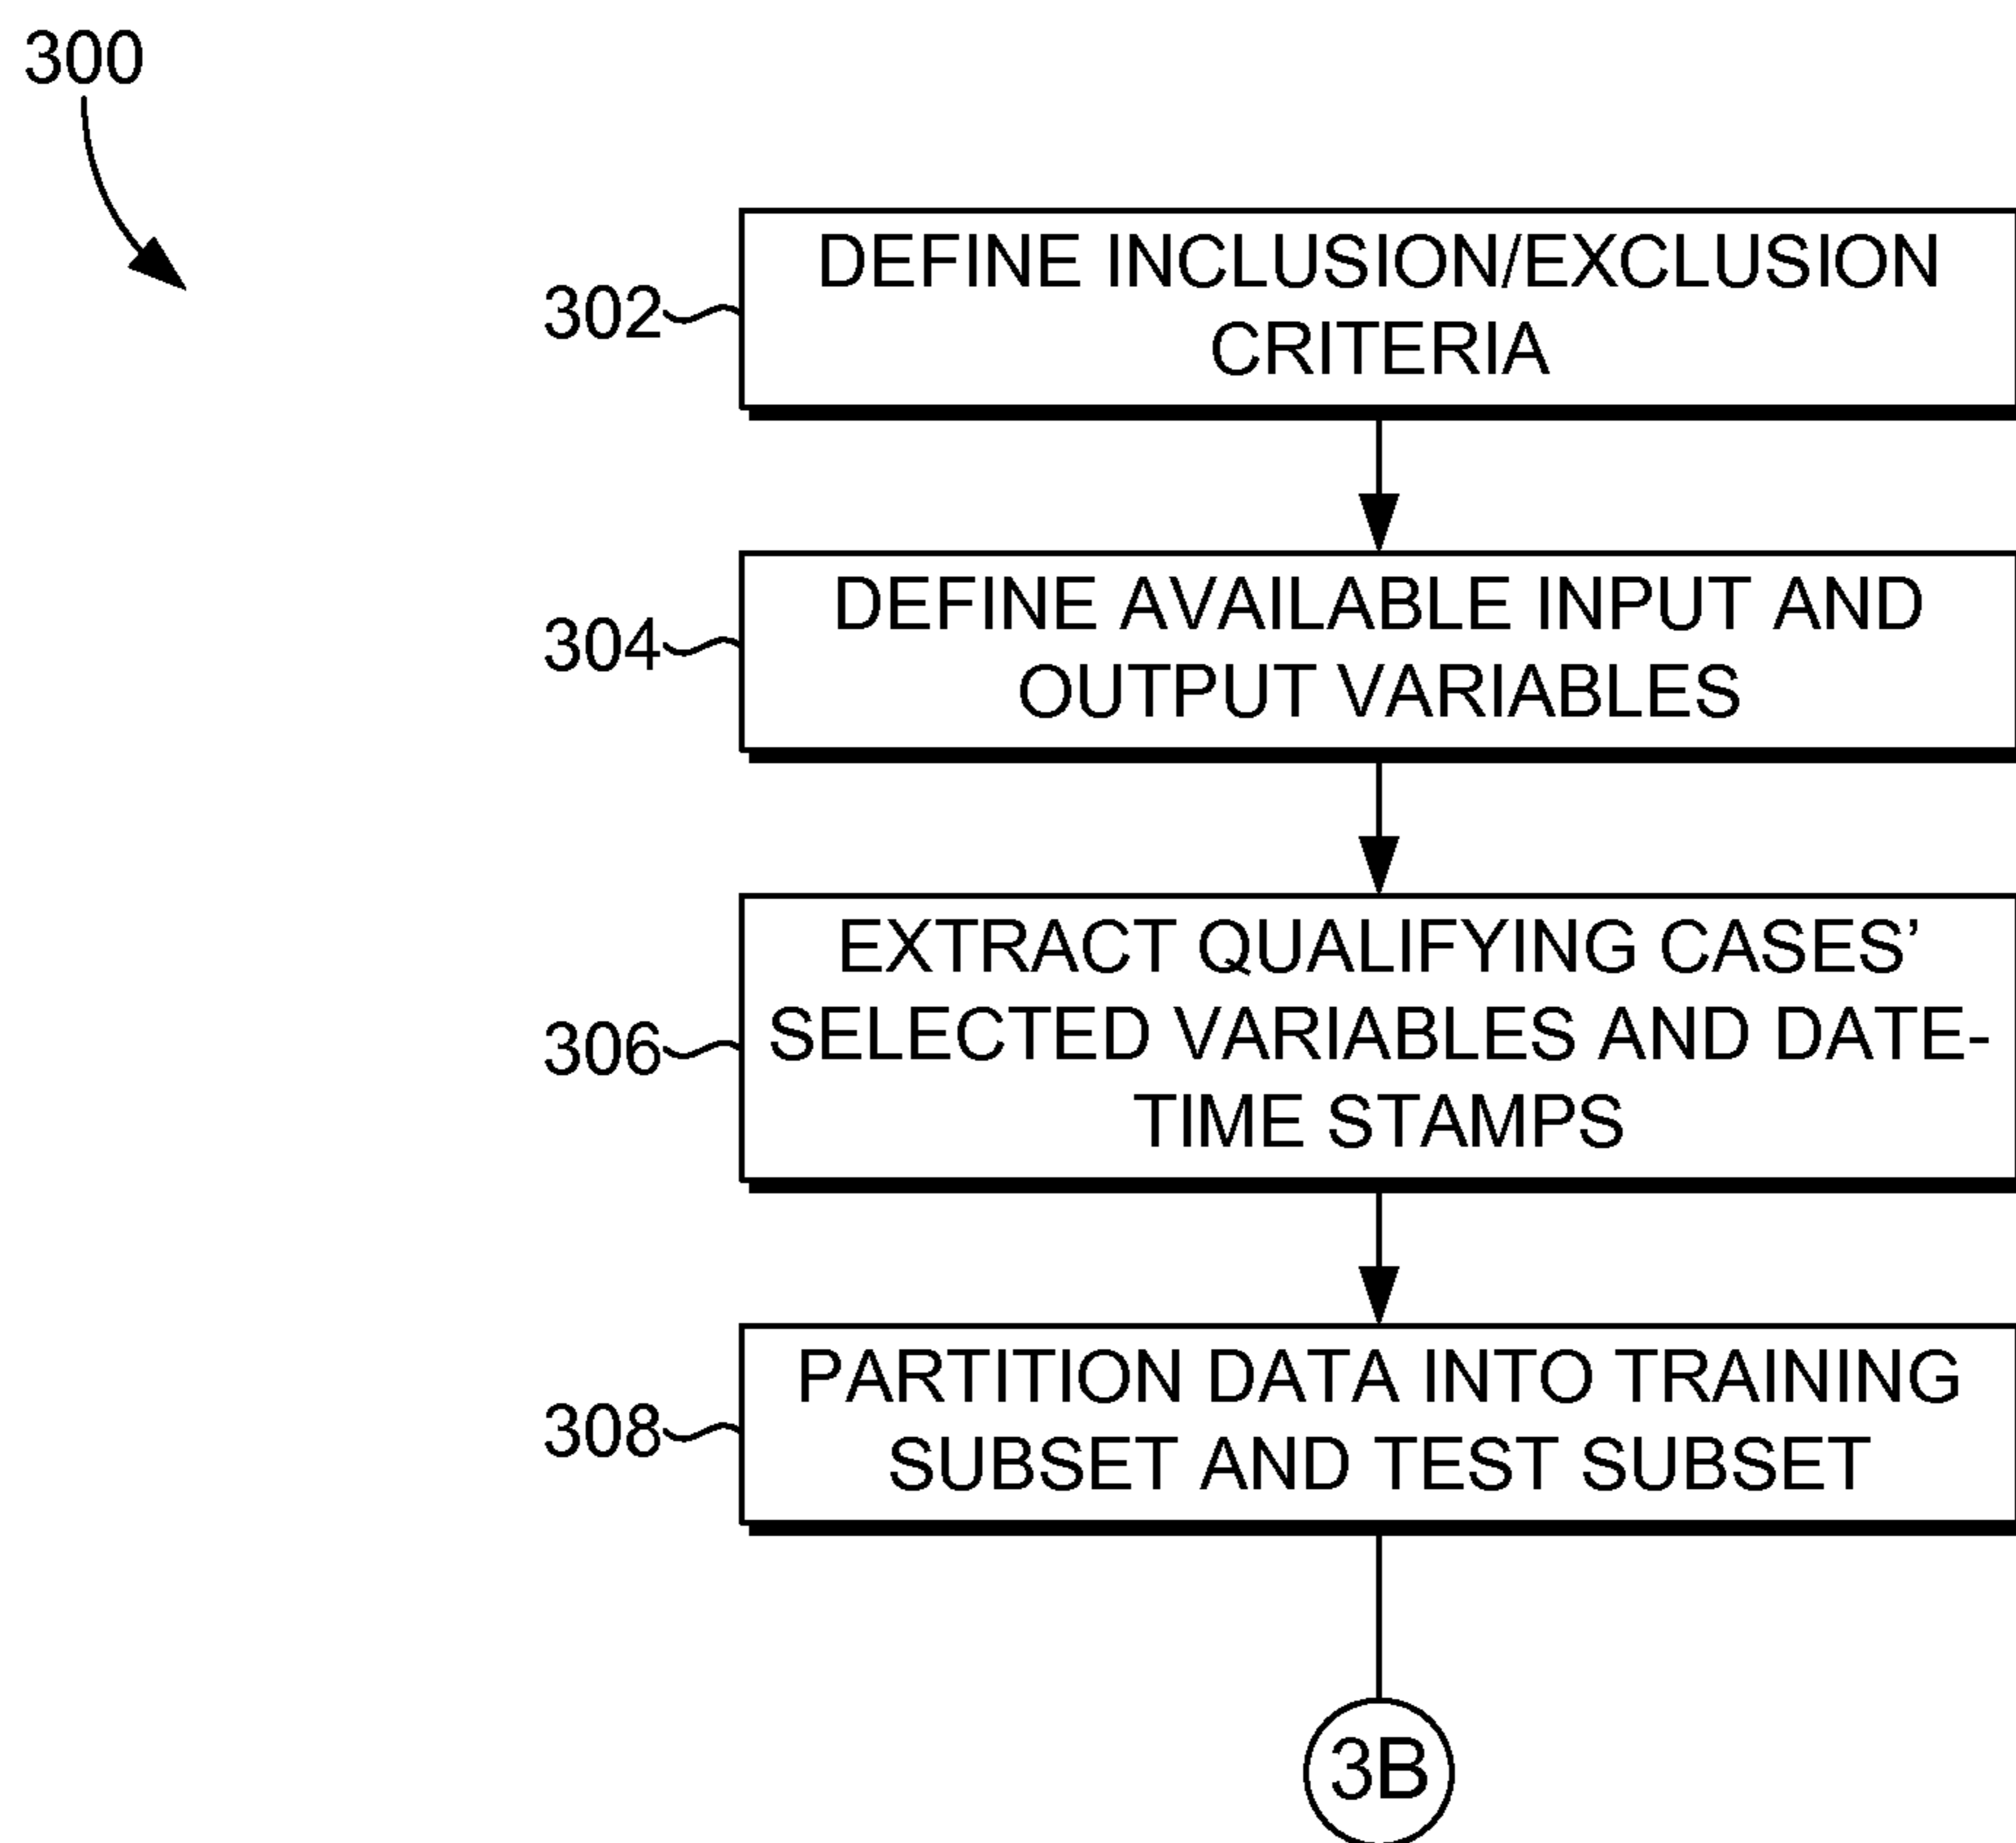 300
302
DEFINE INCLUSION/EXCLUSION
CRITERIA
304
DEFINE AVAILABLE INPUT AND
OUTPUT VARIABLES
306
EXTRACT QUALIFYING CASES’
SELECTED VARIABLES AND DATE-
TIME STAMPS
308
PARTITION DATA INTO TRAINING
SUBSET AND TEST SUBSET
3B